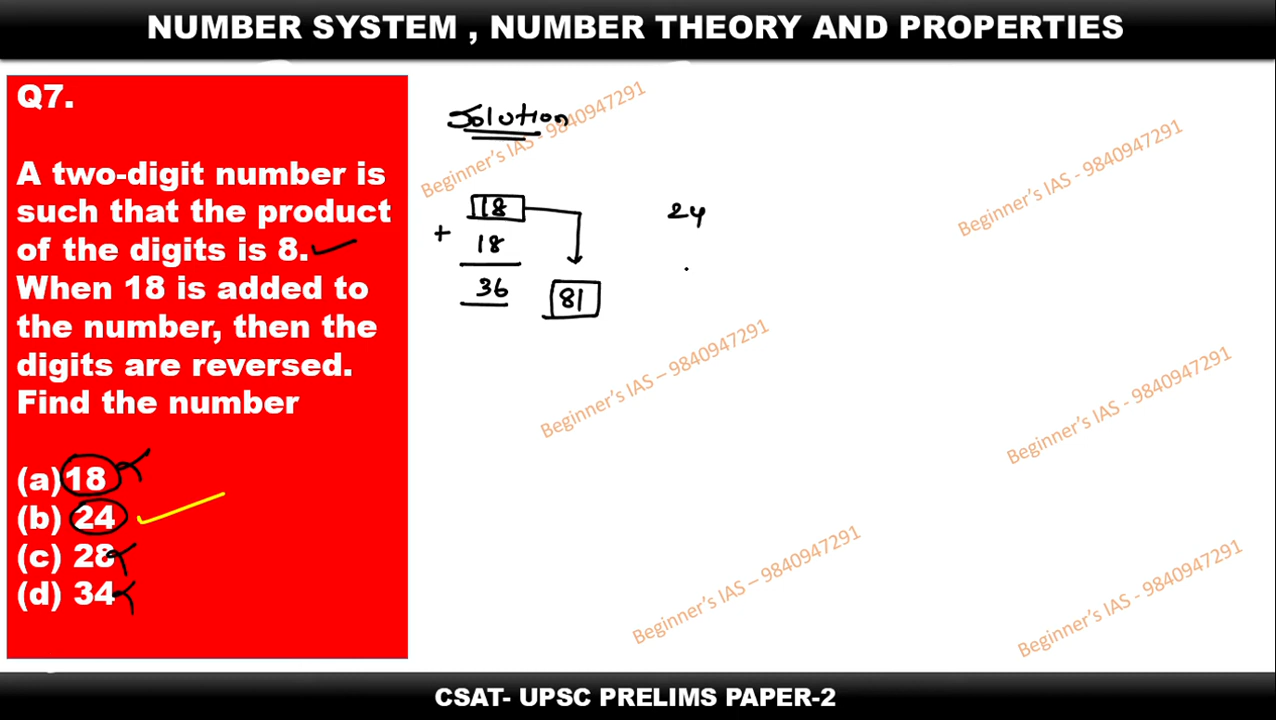 NUMBER SYSTEM , NUMBER THEORY AND PROPERTIES
Q7.
A two-digit number is
such that the product
of the digits is 8.
When 18 is added to
the number, then the
digits are reversed.
Find the number
(a) 18
(b) 24
(c) 28
(d) 34
Solution
18
+ 18
36
81
24
Beginner's IAS - 9840947291
Beginner's IAS - 9840947291
Beginner's IAS – 9840947291
Beginner's IAS - 9840947291
Beginner's IAS – 9840947291
Beginner's IAS - 9840947291
CSAT- UPSC PRELIMS PAPER-2